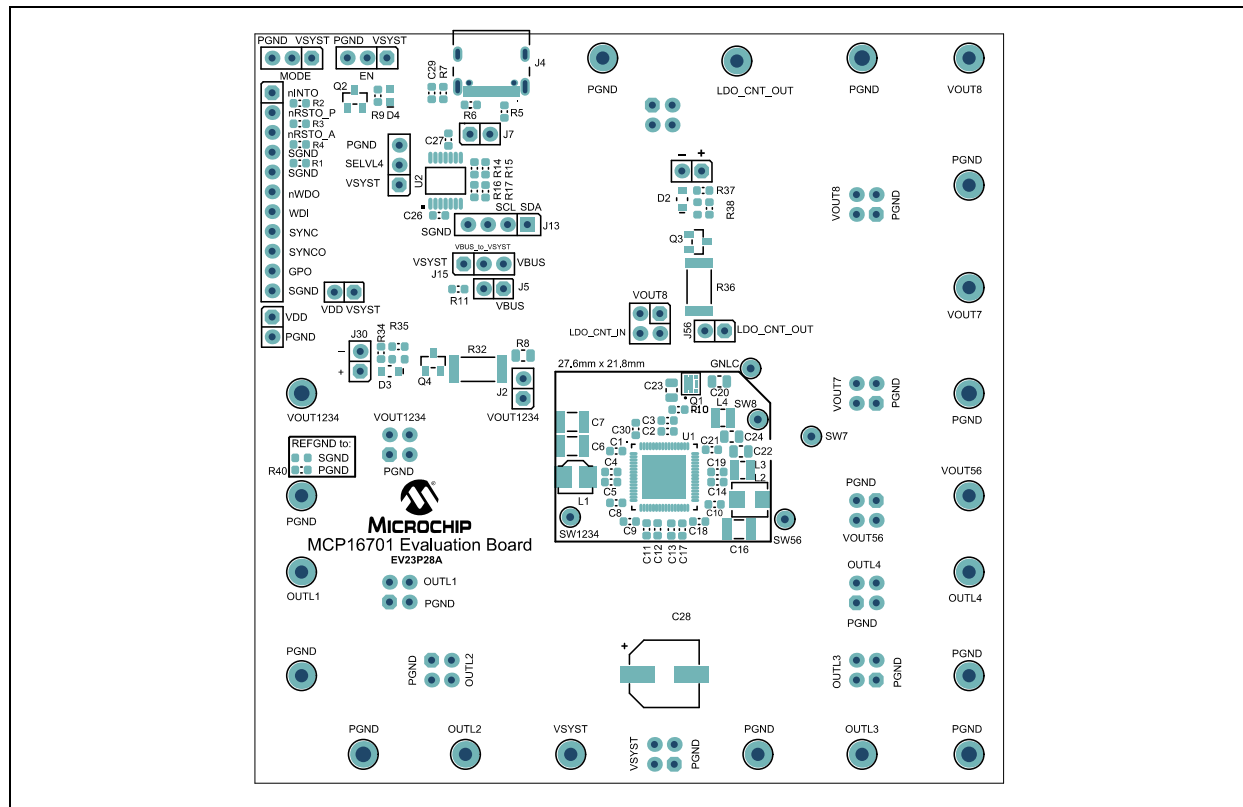 PGND VSYST
MODE
PGND VSYST
EN
nINTO
R2
nRSTO_P
R3
nRSTO_A
R4
SGND
R1
SGND
nWDO
WDI
SYNC
SYNCO
GPO
SGND
VDD
PGND
VDD VSYST
Q2
R9
D4
C29
R7
J4
R6
R5
J7
C27
PGND
SELVL4
VSYST
U2
R14
R15
R16
R17
C26
SCL SDA
SGND
J13
VBUS_to_VSYST
VSYST
VBUS
J15
R11
J5
VBUS
PGND
LDO_CNT_OUT
PGND
VOUT8
– +
D2
R37
R38
Q3
R36
VOUT8
LDO_CNT_IN
J56
LDO_CNT_OUT
PGND
VOUT8
PGND
VOUT7
J30
–
+
R34
R35
D3
Q4
R32
R8
J2
VOUT1234
VOUT1234
VOUT1234
PGND
REFGND to:
SGND
PGND
R40
PGND
27.6mm x 21.8mm
GNLC
C23
Q1
C20
R10
L4
SW8
C7
C30
C3
C2
C6
C1
U1
C21
C24
C22
C4
C19
L3
L2
C5
C14
L1
C8
C10
C9
C18
SW1234
C11
C12
C13
C17
C16
SW56
SW7
VOUT7
PGND
PGND
VOUT56
PGND
VOUT56
MICROCHIP
MCP16701 Evaluation Board
EV23P28A
OUTL1
OUTL1
PGND
OUTL4
PGND
OUTL4
C28
+
PGND
PGND
OUTL2
OUTL3
PGND
PGND
PGND
OUTL2
VSYST
VSYST
PGND
PGND
OUTL3
PGND